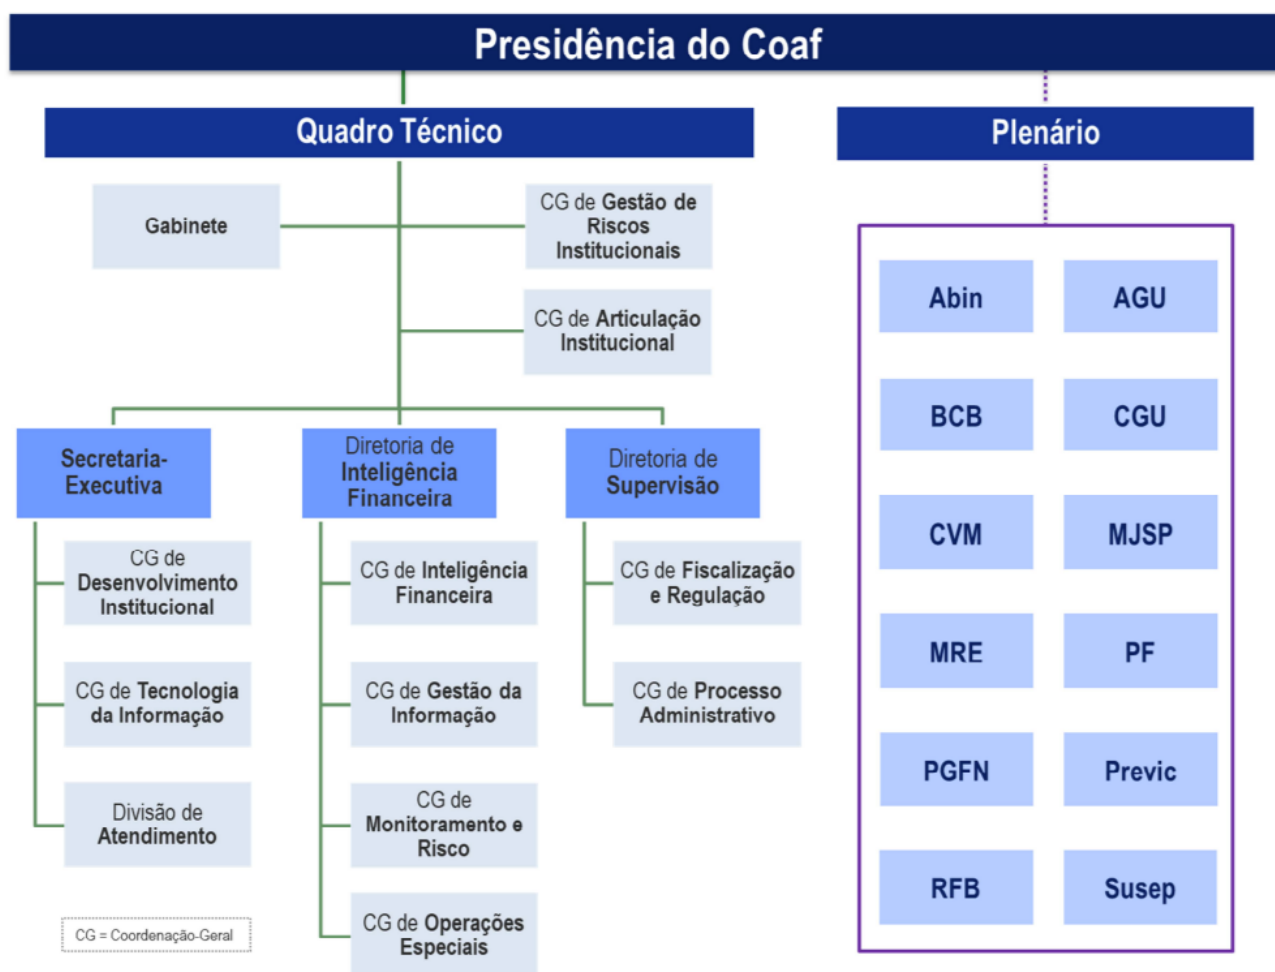 Presidência do Coaf
Quadro Técnico
Gabinete
CG de Gestão de
Riscos
Institucionais
CG de Articulação
Institucional
Secretaria-
Executiva
CG de
Desenvolvimento
Institucional
CG de Tecnologia
da Informação
Divisão de
Atendimento
Diretoria de
Inteligência
Financeira
CG de Inteligência
Financeira
CG de Gestão da
Informação
CG de
Monitoramento e
Risco
CG de Operações
Especiais
Diretoria de
Supervisão
CG de Fiscalização
e Regulação
CG de Processo
Administrativo
CG = Coordenação-Geral
Plenário
Abin
AGU
BCB
CGU
CVM
MJSP
MRE
PF
PGFN
Previc
RFB
Susep